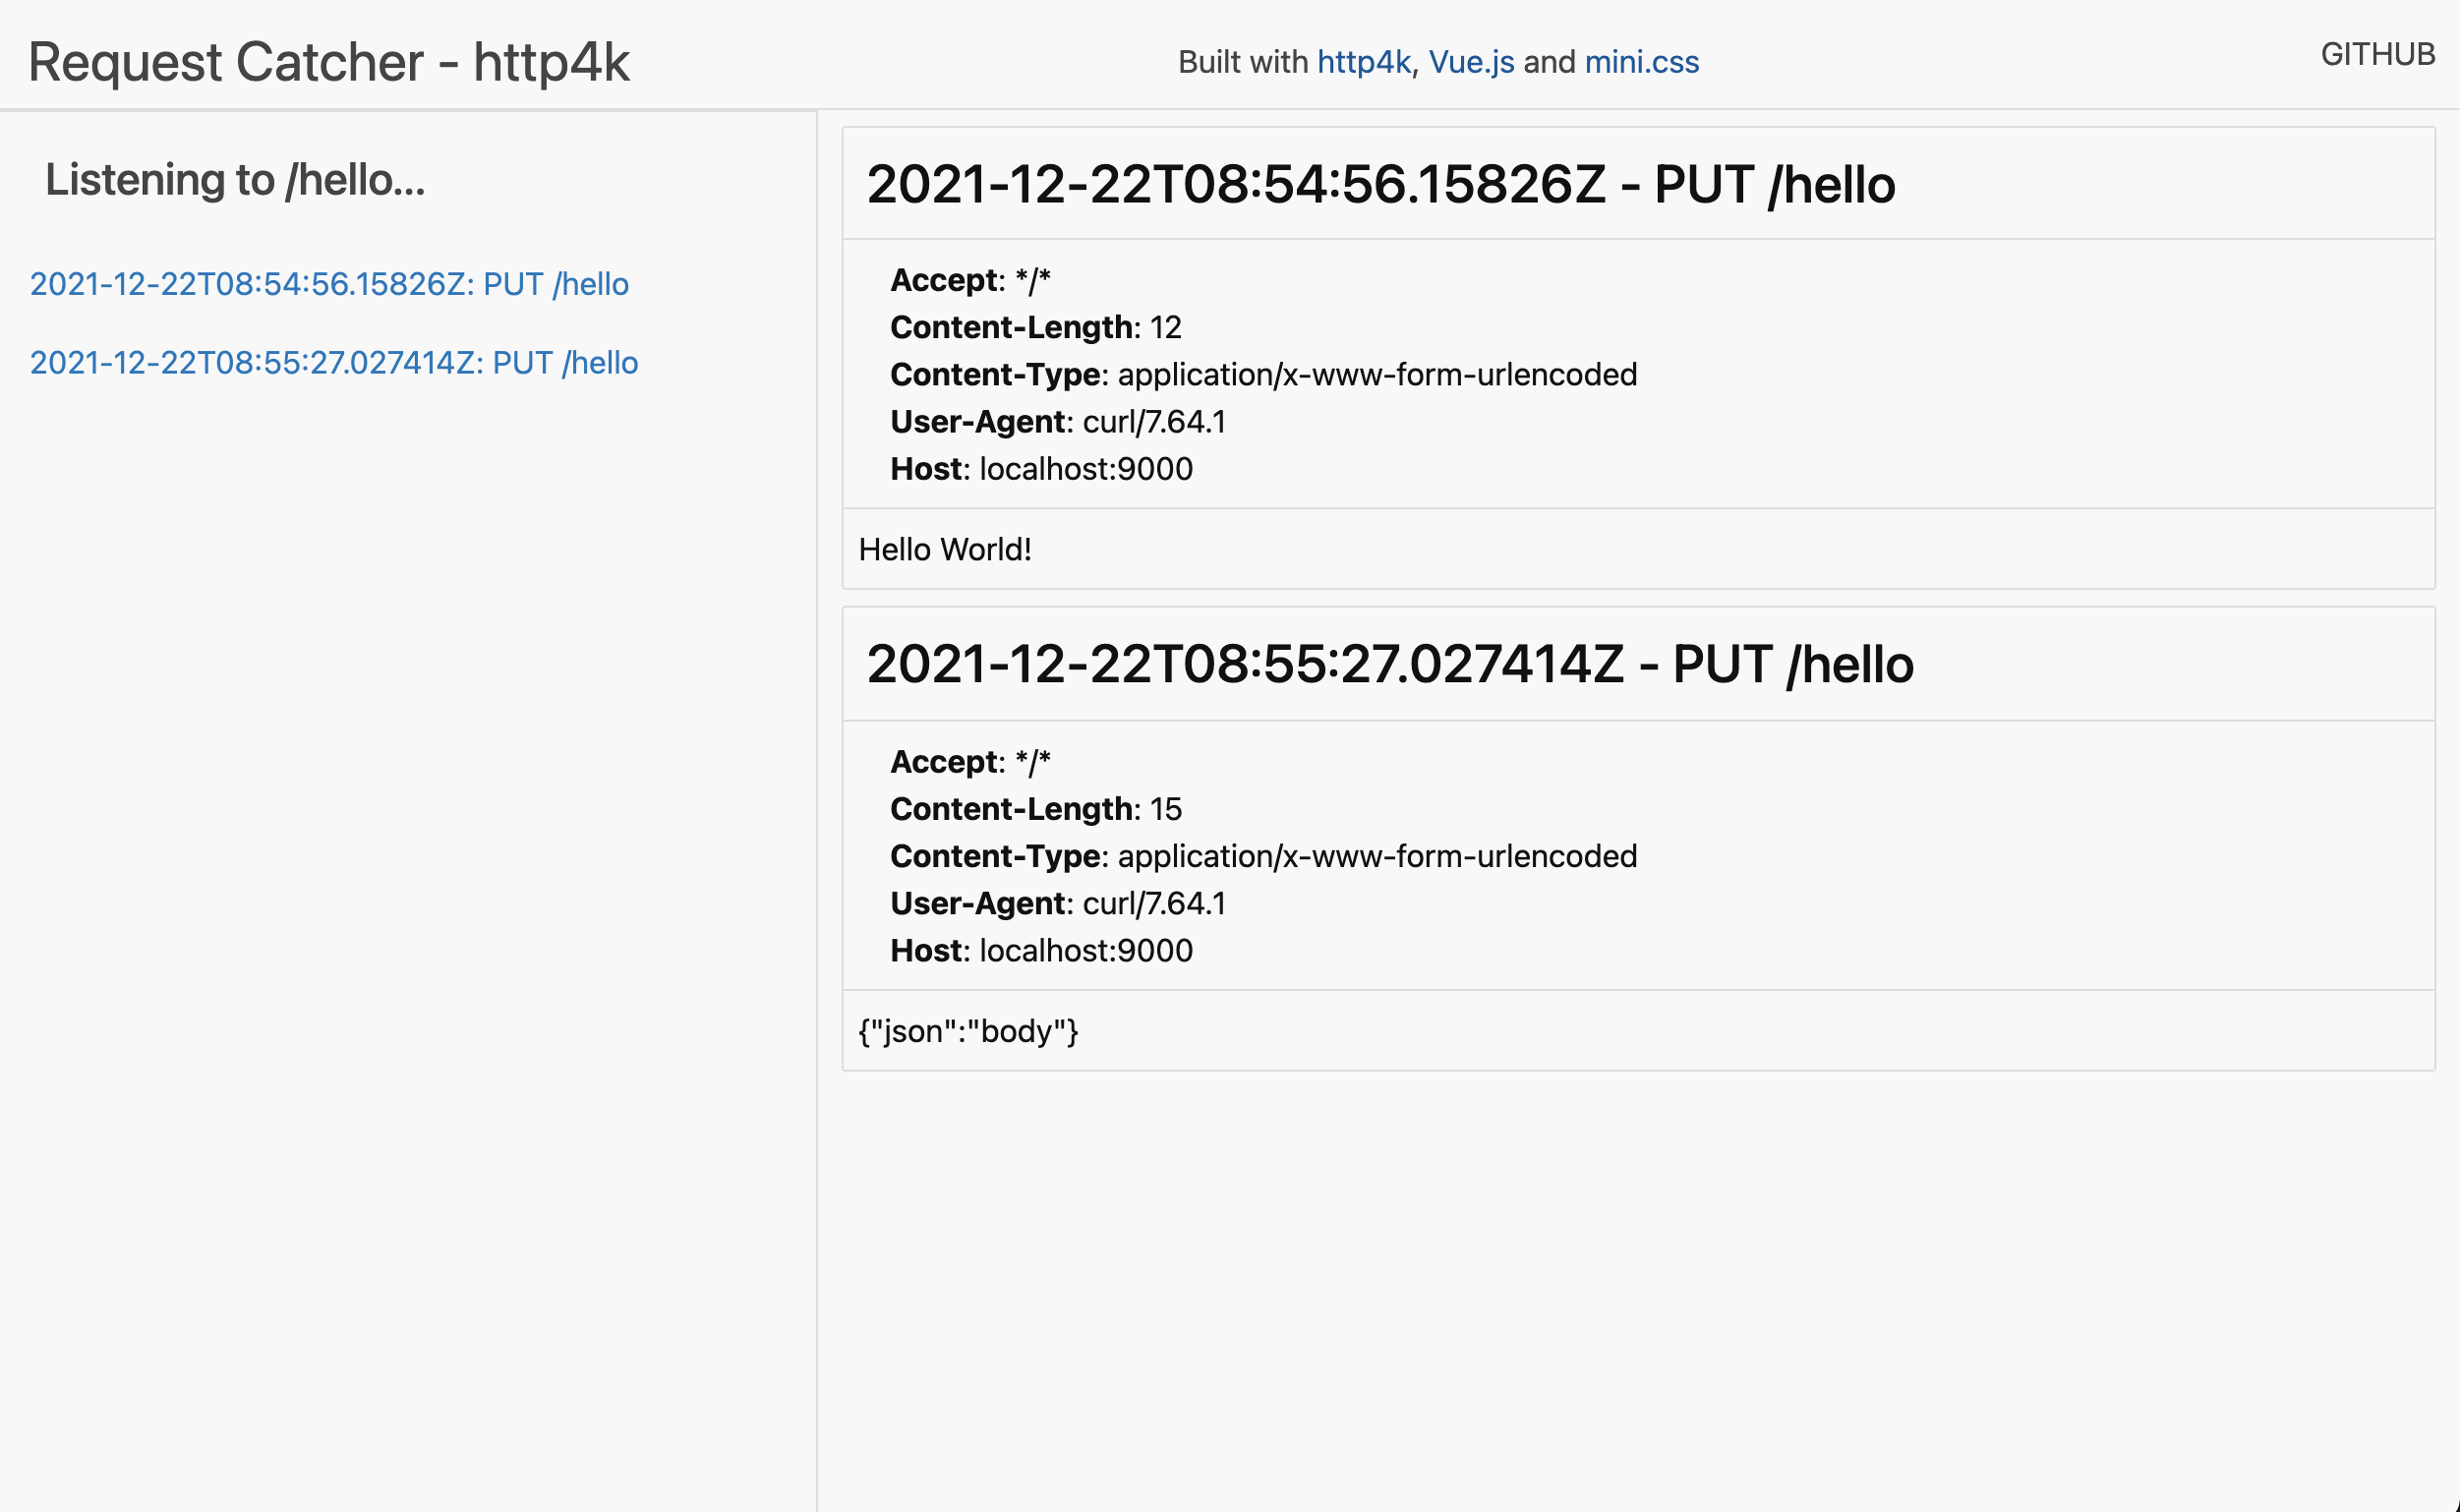 Request Catcher - http4k
Built with http4k, Vue.js and mini.css
GITHUB
Listening to /hello...
2021-12-22T08:54:56.15826Z: PUT /hello
2021-12-22T08:55:27.027414Z: PUT /hello
2021-12-22T08:54:56.15826Z - PUT /hello
Accept: */*
Content-Length: 12
Content-Type: application/x-www-form-urlencoded
User-Agent: curl/7.64.1
Host: localhost:9000
Hello World!
2021-12-22T08:55:27.027414Z - PUT /hello
Accept: */*
Content-Length: 15
Content-Type: application/x-www-form-urlencoded
User-Agent: curl/7.64.1
Host: localhost:9000
{"json":"body"}